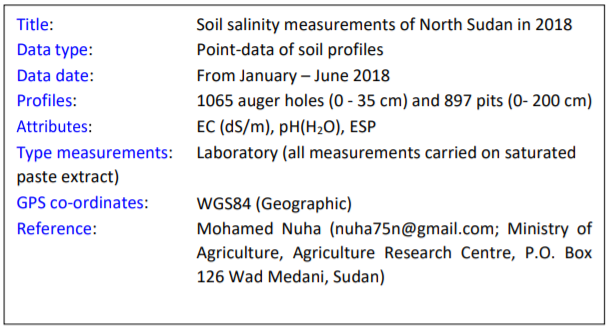 Title: Soil salinity measurements of North Sudan in 2018
Data type: Point-data of soil profiles
Data date: From January – June 2018
Profiles: 1065 auger holes (0 - 35 cm) and 897 pits (0- 200 cm)
Attributes: EC (dS/m), pH(H₂O), ESP
Type measurements: Laboratory (all measurements carried on saturated
paste extract)
GPS co-ordinates: WGS84 (Geographic)
Reference: Mohamed Nuha (nuha75n@gmail.com; Ministry of
Agriculture, Agriculture Research Centre, P.O. Box
126 Wad Medani, Sudan)